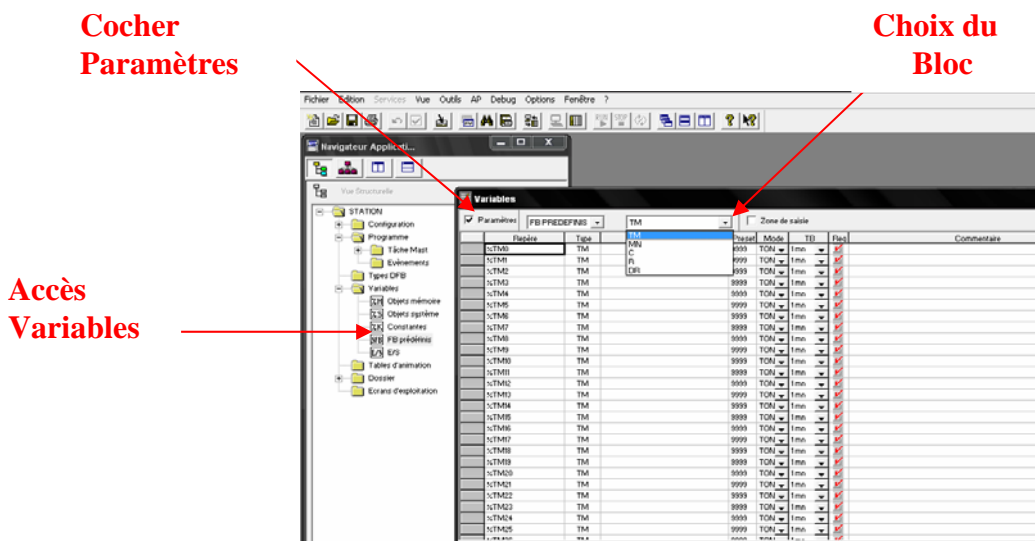 Cocher
Paramètres
Choix du
Bloc
Fichier Edition Services Vue Outils AP Debug Options Fenêtre ?
Navigateur Applicati...
Vue Structurelle
STATION
Configuration
Programme
Tâche Mast
Evénements
Types DFB
Variables
Objets mémoire
Objets système
Constantes
FB prédéfinis
E/S
Tables d'animation
Dossier
Ecrans d'exploitation
Accès
Variables
Variables
Paramètres FB PREDEFINIS TM Zone de saisie
TM
MN
C
R
DR
Repère Type Preset Mode TB Reg Commentaire
%TM0 TM 9999 TON 1mn
%TM1 TM 9999 TON 1mn
%TM2 TM 9999 TON 1mn
%TM3 TM 9999 TON 1mn
%TM4 TM 9999 TON 1mn
%TM5 TM 9999 TON 1mn
%TM6 TM 9999 TON 1mn
%TM7 TM 9999 TON 1mn
%TM8 TM 9999 TON 1mn
%TM9 TM 9999 TON 1mn
%TM10 TM 9999 TON 1mn
%TM11 TM 9999 TON 1mn
%TM12 TM 9999 TON 1mn
%TM13 TM 9999 TON 1mn
%TM14 TM 9999 TON 1mn
%TM15 TM 9999 TON 1mn
%TM16 TM 9999 TON 1mn
%TM17 TM 9999 TON 1mn
%TM18 TM 9999 TON 1mn
%TM19 TM 9999 TON 1mn
%TM20 TM 9999 TON 1mn
%TM21 TM 9999 TON 1mn
%TM22 TM 9999 TON 1mn
%TM23 TM 9999 TON 1mn
%TM24 TM 9999 TON 1mn
%TM25 TM 9999 TON 1mn